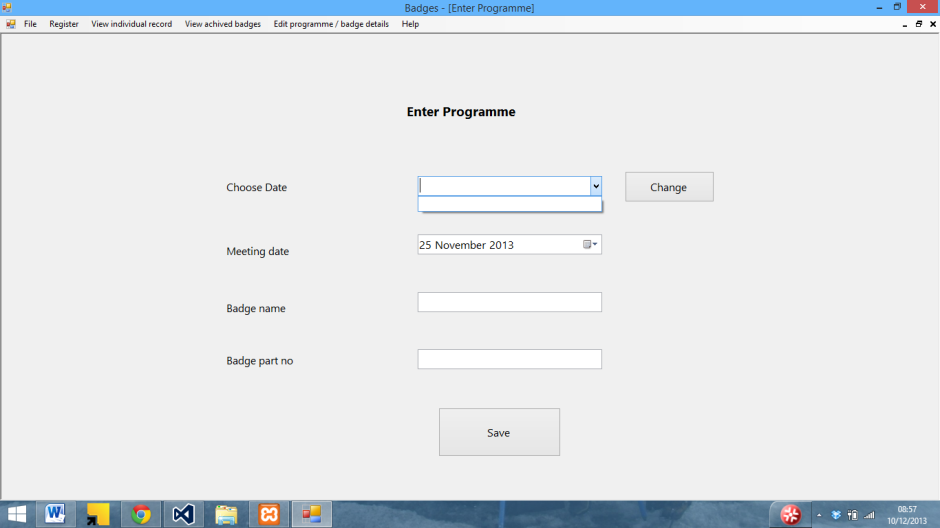 Badges - [Enter Programme]
File Register View individual record View achived badges Edit programme / badge details Help
Enter Programme
Choose Date
Change
Meeting date
25 November 2013
Badge name
Badge part no
Save
08:57
10/12/2013